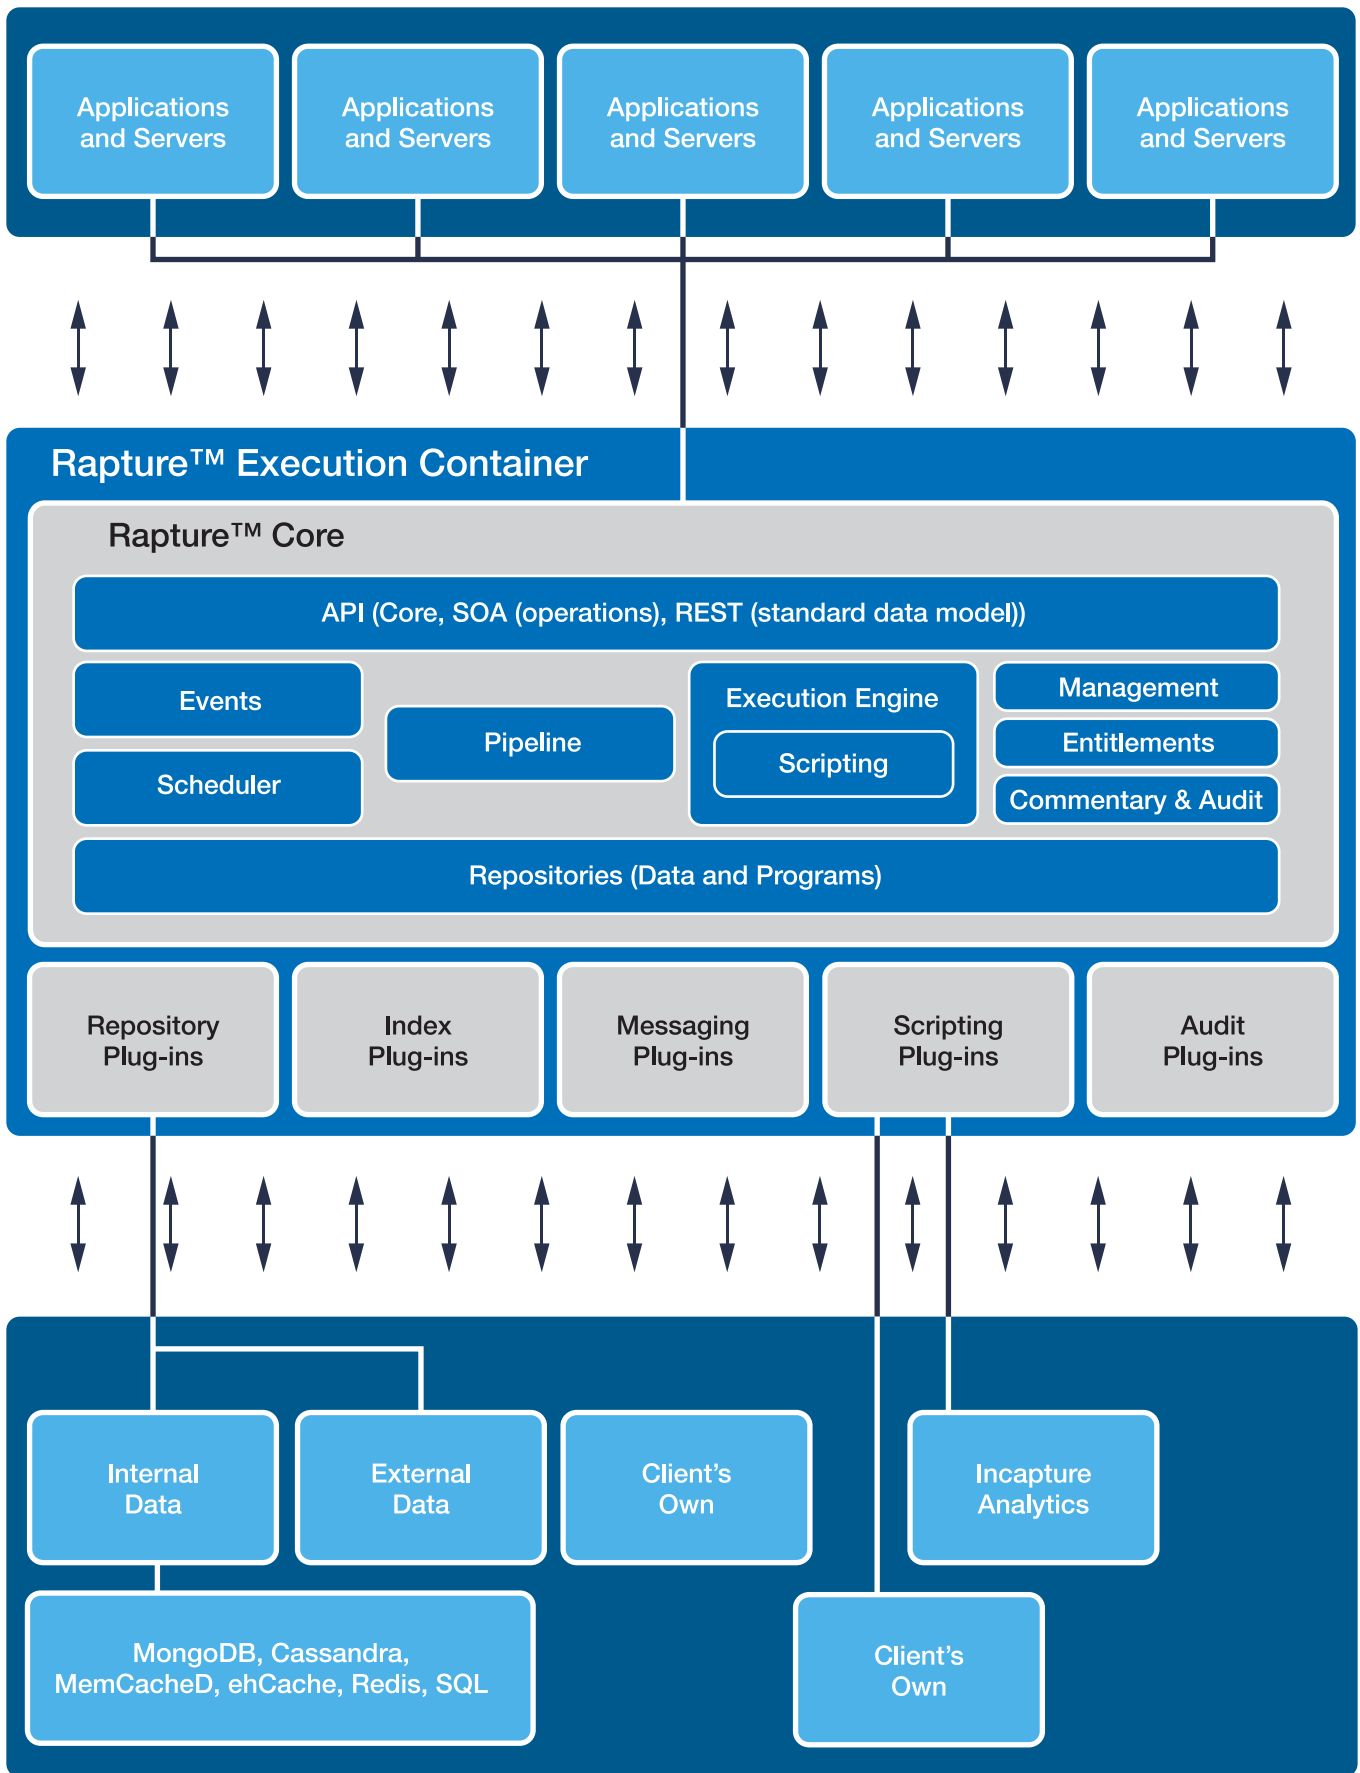 Applications
and Servers
Applications
and Servers
Applications
and Servers
Applications
and Servers
Applications
and Servers
Rapture™ Execution Container
Rapture™ Core
API (Core, SOA (operations), REST (standard data model))
Events
Scheduler
Pipeline
Execution Engine
Scripting
Management
Entitlements
Commentary & Audit
Repositories (Data and Programs)
Repository
Plug-ins
Index
Plug-ins
Messaging
Plug-ins
Scripting
Plug-ins
Audit
Plug-ins
Internal
Data
External
Data
Client’s
Own
Incapture
Analytics
MongoDB, Cassandra,
MemCacheD, ehCache, Redis, SQL
Client’s
Own